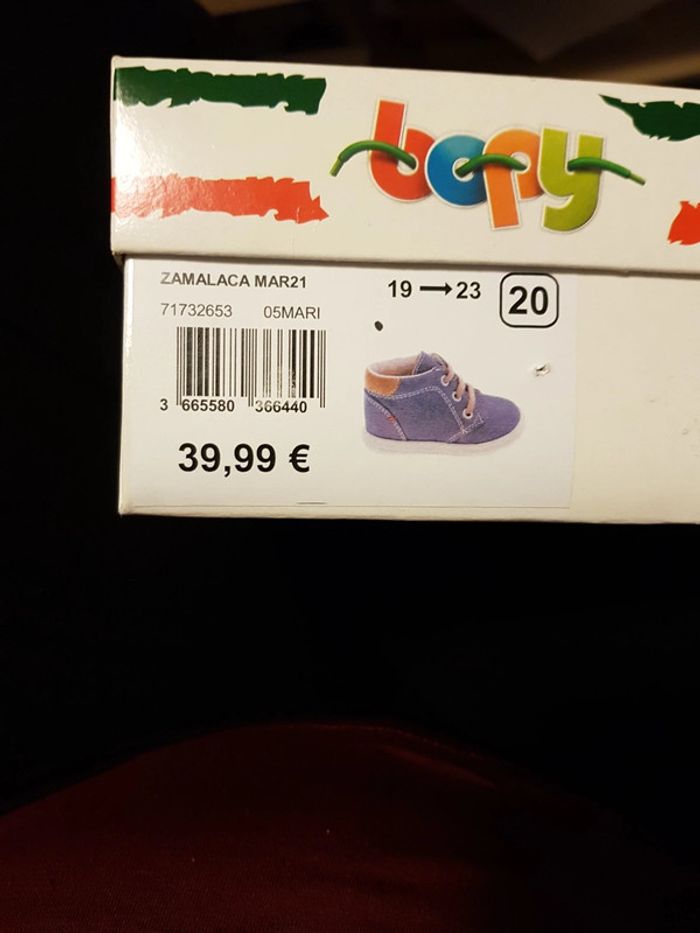 bopy
ZAMALACA MAR21
71732653 05MARI
19 → 23 20
3 665580 366440
39,99 €